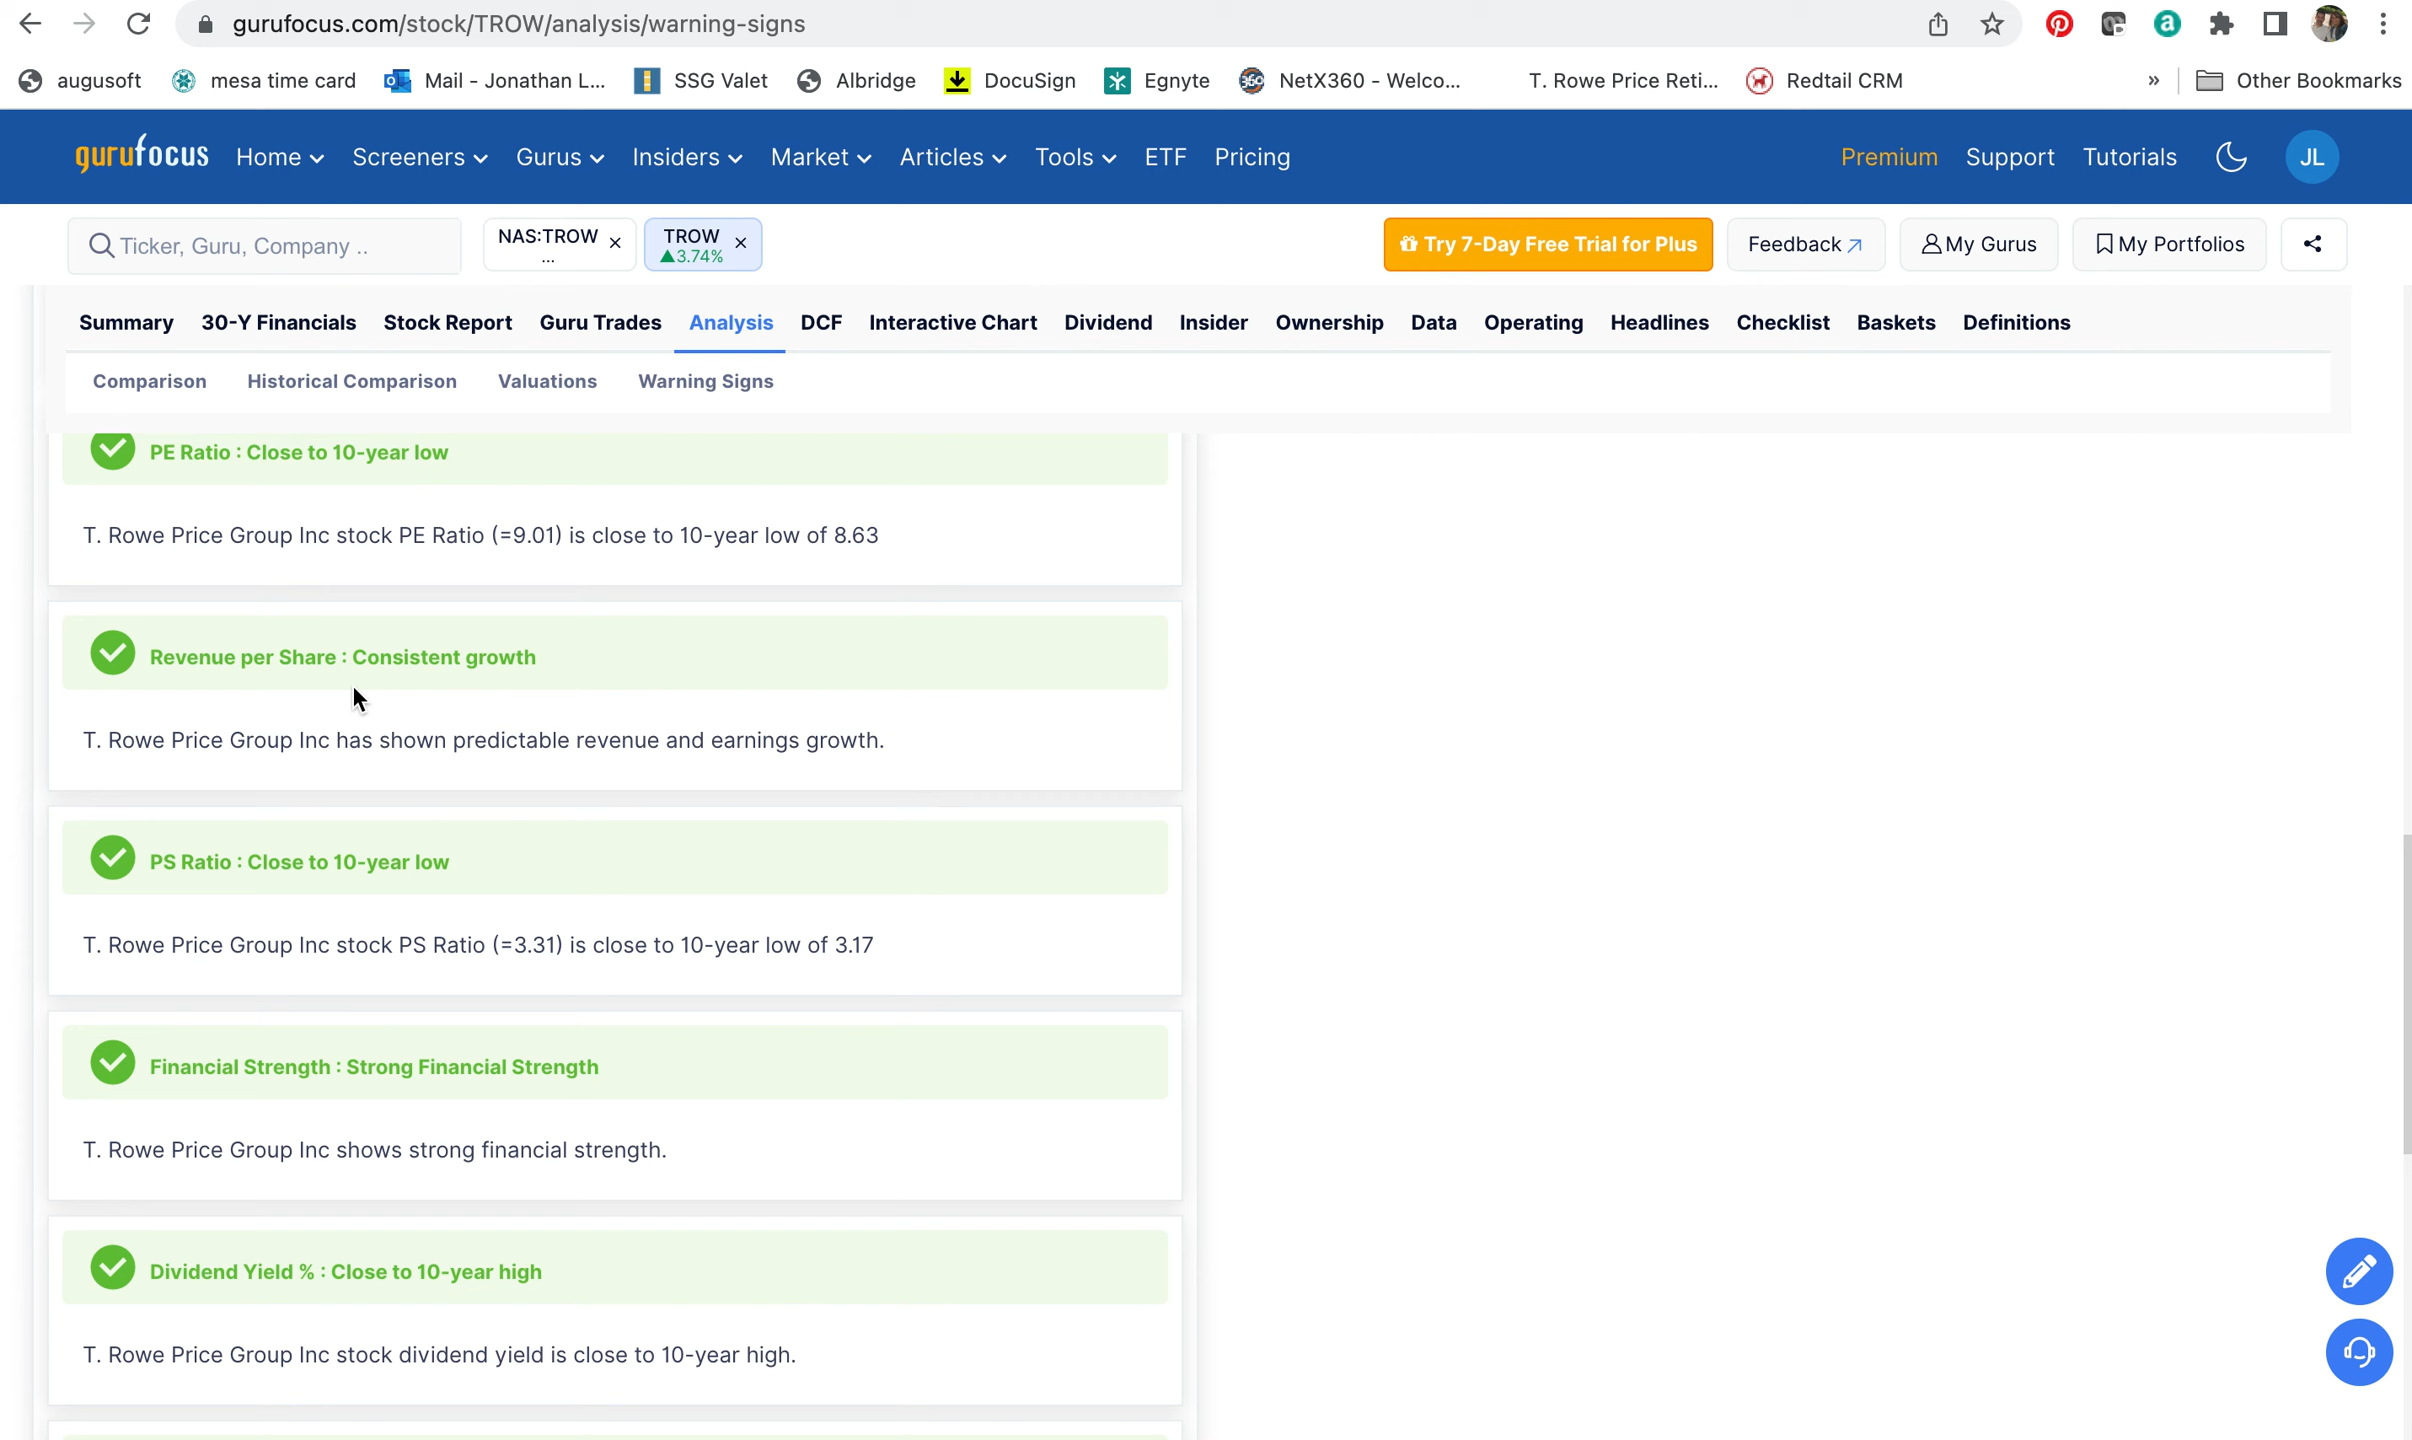 gurufocus.com/stock/TROW/analysis/warning-signs
augusoft mesa time card Mail - Jonathan L... SSG Valet Albridge DocuSign Egnyte NetX360 - Welco... T. Rowe Price Reti... Redtail CRM » Other Bookmarks
gurufocus Home Screeners Gurus Insiders Market Articles Tools ETF Pricing Premium Support Tutorials JL
Ticker, Guru, Company .. NAS:TROW ... TROW ▲3.74% Try 7-Day Free Trial for Plus Feedback My Gurus My Portfolios
Summary 30-Y Financials Stock Report Guru Trades Analysis DCF Interactive Chart Dividend Insider Ownership Data Operating Headlines Checklist Baskets Definitions
Comparison Historical Comparison Valuations Warning Signs
PE Ratio : Close to 10-year low
T. Rowe Price Group Inc stock PE Ratio (=9.01) is close to 10-year low of 8.63
Revenue per Share : Consistent growth
T. Rowe Price Group Inc has shown predictable revenue and earnings growth.
PS Ratio : Close to 10-year low
T. Rowe Price Group Inc stock PS Ratio (=3.31) is close to 10-year low of 3.17
Financial Strength : Strong Financial Strength
T. Rowe Price Group Inc shows strong financial strength.
Dividend Yield % : Close to 10-year high
T. Rowe Price Group Inc stock dividend yield is close to 10-year high.